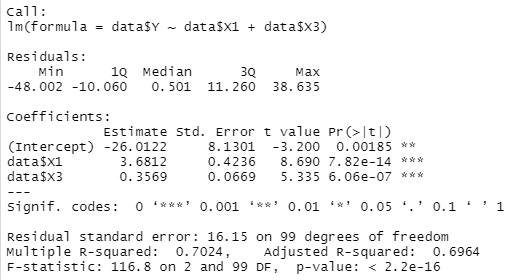 Call:
lm(formula = data$Y ~ data$X1 + data$X3)
Residuals:
Min 1Q Median 3Q Max
-48.002 -10.060 0.501 11.260 38.635
Coefficients:
Estimate Std. Error t value Pr(>|t|)
(Intercept) -26.0122 8.1301 -3.200 0.00185 **
data$X1 3.6812 0.4236 8.690 7.82e-14 ***
data$X3 0.3569 0.0669 5.335 6.06e-07 ***
---
Signif. codes: 0 ‘***’ 0.001 ‘**’ 0.01 ‘*’ 0.05 ‘.’ 0.1 ‘ ’ 1
Residual standard error: 16.15 on 99 degrees of freedom
Multiple R-squared: 0.7024, Adjusted R-squared: 0.6964
F-statistic: 116.8 on 2 and 99 DF, p-value: < 2.2e-16